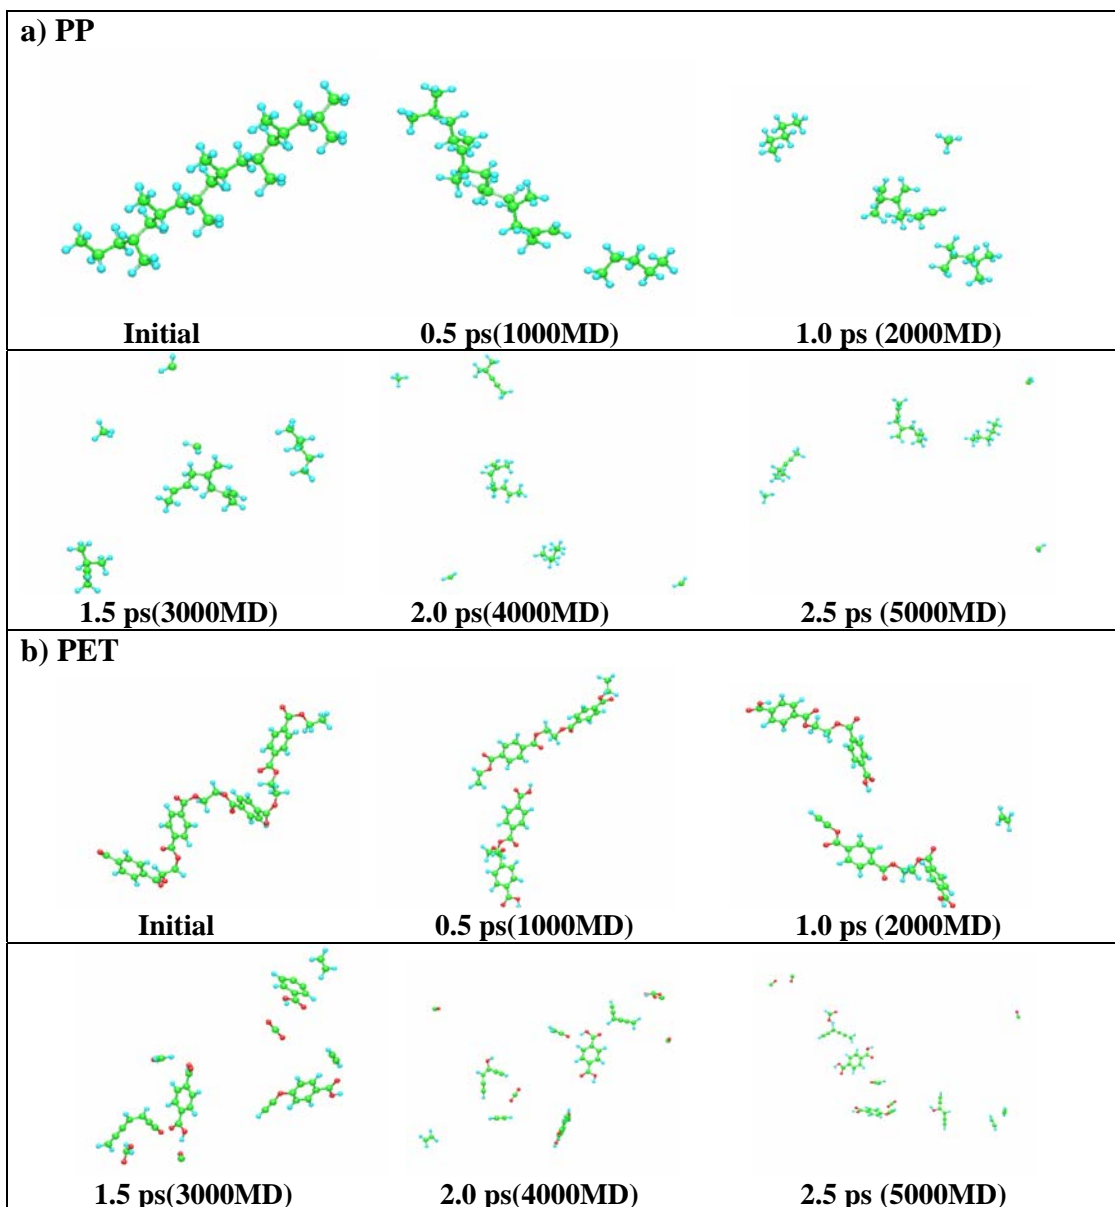 a) PP
Initial 0.5 ps(1000MD) 1.0 ps (2000MD)
1.5 ps(3000MD) 2.0 ps(4000MD) 2.5 ps (5000MD)
b) PET
Initial 0.5 ps(1000MD) 1.0 ps (2000MD)
1.5 ps(3000MD) 2.0 ps(4000MD) 2.5 ps (5000MD)